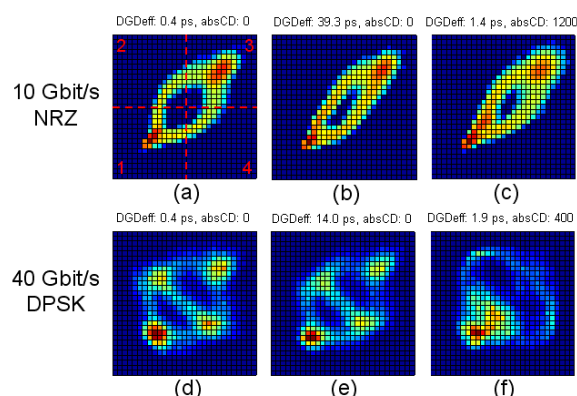 DGDeff: 0.4 ps, absCD: 0 DGDeff: 39.3 ps, absCD: 0 DGDeff: 1.4 ps, absCD: 1200
2 3
10 Gbit/s
NRZ
1 4
(a) (b) (c)
DGDeff: 0.4 ps, absCD: 0 DGDeff: 14.0 ps, absCD: 0 DGDeff: 1.9 ps, absCD: 400
40 Gbit/s
DPSK
(d) (e) (f)